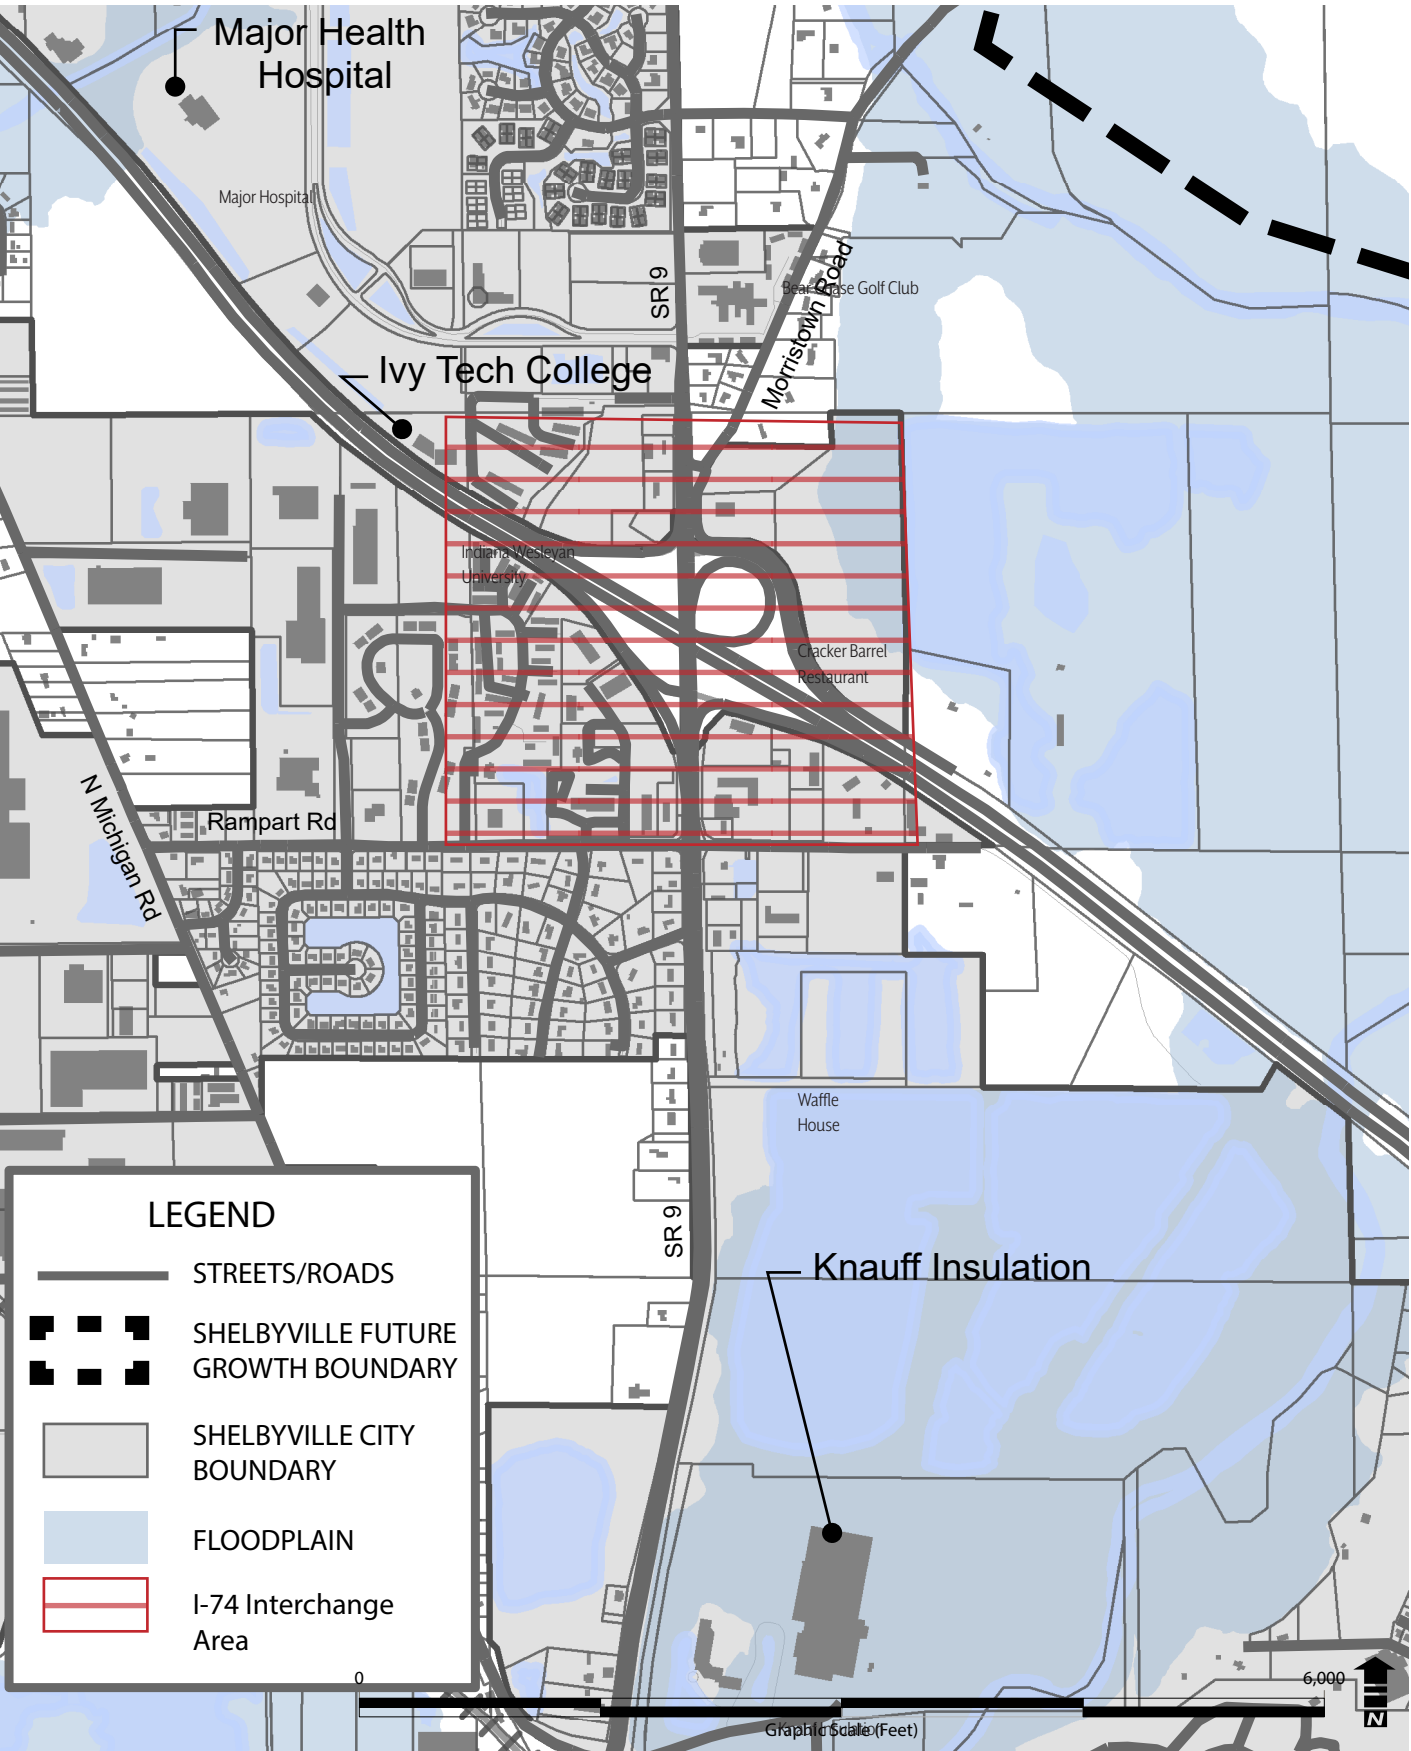 Major Health
Hospital
Major Hospital
SR 9
Morristown Road
Bear Chase Golf Club
Ivy Tech College
Indiana Wesleyan
University
Cracker Barrel
Restaurant
N Michigan Rd
Rampart Rd
Waffle
House
SR 9
Knauff Insulation
LEGEND
STREETS/ROADS
SHELBYVILLE FUTURE
GROWTH BOUNDARY
SHELBYVILLE CITY
BOUNDARY
FLOODPLAIN
I-74 Interchange
Area
0
6,000
Graphic Scale (Feet)
N